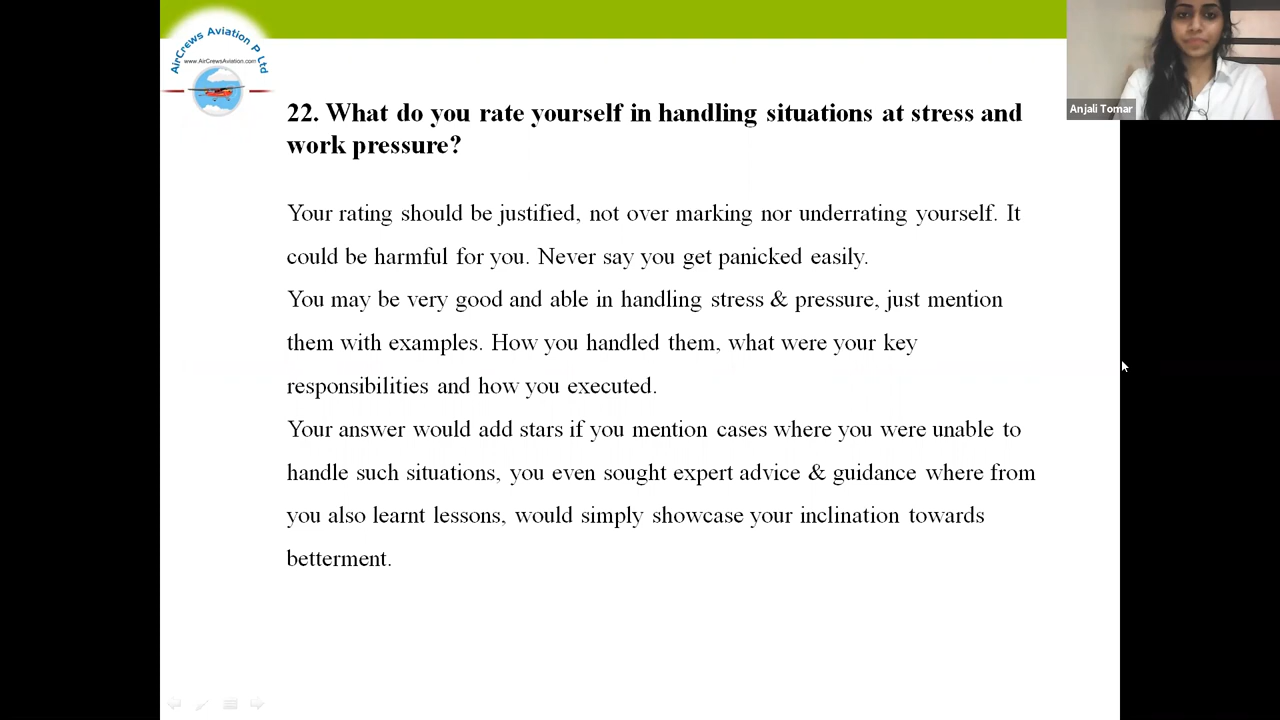 AirCrews Aviation P Ltd
www.AirCrewsAviation.com
Anjali Tomar
22. What do you rate yourself in handling situations at stress and
work pressure?
Your rating should be justified, not over marking nor underrating yourself. It
could be harmful for you. Never say you get panicked easily.
You may be very good and able in handling stress & pressure, just mention
them with examples. How you handled them, what were your key
responsibilities and how you executed.
Your answer would add stars if you mention cases where you were unable to
handle such situations, you even sought expert advice & guidance where from
you also learnt lessons, would simply showcase your inclination towards
betterment.